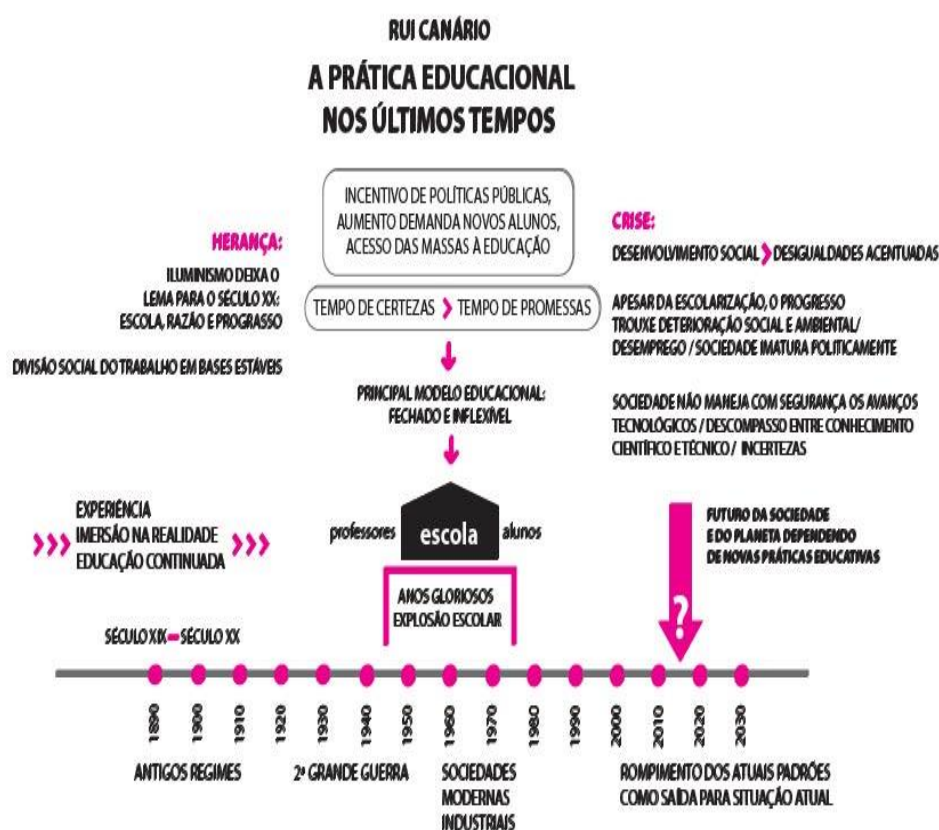 RUI CANÁRIO
A PRÁTICA EDUCACIONAL
NOS ÚLTIMOS TEMPOS
INCENTIVO DE POLÍTICAS PÚBLICAS,
AUMENTO DEMANDA NOVOS ALUNOS,
ACESSO DAS MASSAS À EDUCAÇÃO
TEMPO DE CERTEZAS > TEMPO DE PROMESSAS
HERANÇA:
ILUMINISMO DEIXA O
LEMA PARA O SÉCULO XX:
ESCOLA, RAZÃO E PROGRASSO
DIVISÃO SOCIAL DO TRABALHO EM BASES ESTÁVEIS
CRISE:
DESENVOLVIMENTO SOCIAL > DESIGUALDADES ACENTUADAS
APESAR DA ESCOLARIZAÇÃO, O PROGRESSO
TROUXE DETERIORAÇÃO SOCIAL E AMBIENTAL/
DESEMPREGO / SOCIEDADE IMATURA POLITICAMENTE
SOCIEDADE NÃO MANEJA COM SEGURANÇA OS AVANÇOS
TECNOLÓGICOS / DESCOMPASSO ENTRE CONHECIMENTO
CIENTÍFICO E TÉCNICO / INCERTEZAS
PRINCIPAL MODELO EDUCACIONAL:
FECHADO E INFLEXÍVEL
EXPERIÊNCIA
>>> IMERSÃO NA REALIDADE >>>
EDUCAÇÃO CONTINUADA
professores escola alunos
ANOS GLORIOSOS
EXPLOSÃO ESCOLAR
FUTURO DA SOCIEDADE
E DO PLANETA DEPENDENDO
DE NOVAS PRÁTICAS EDUCATIVAS
?
SÉCULO XIX — SÉCULO XX
1890 1900 1910 1920 1930 1940 1950 1960 1970 1980 1990 2000 2010 2020 2030
ANTIGOS REGIMES
2ª GRANDE GUERRA
SOCIEDADES
MODERNAS
INDUSTRIAIS
ROMPIMENTO DOS ATUAIS PADRÕES
COMO SAÍDA PARA SITUAÇÃO ATUAL